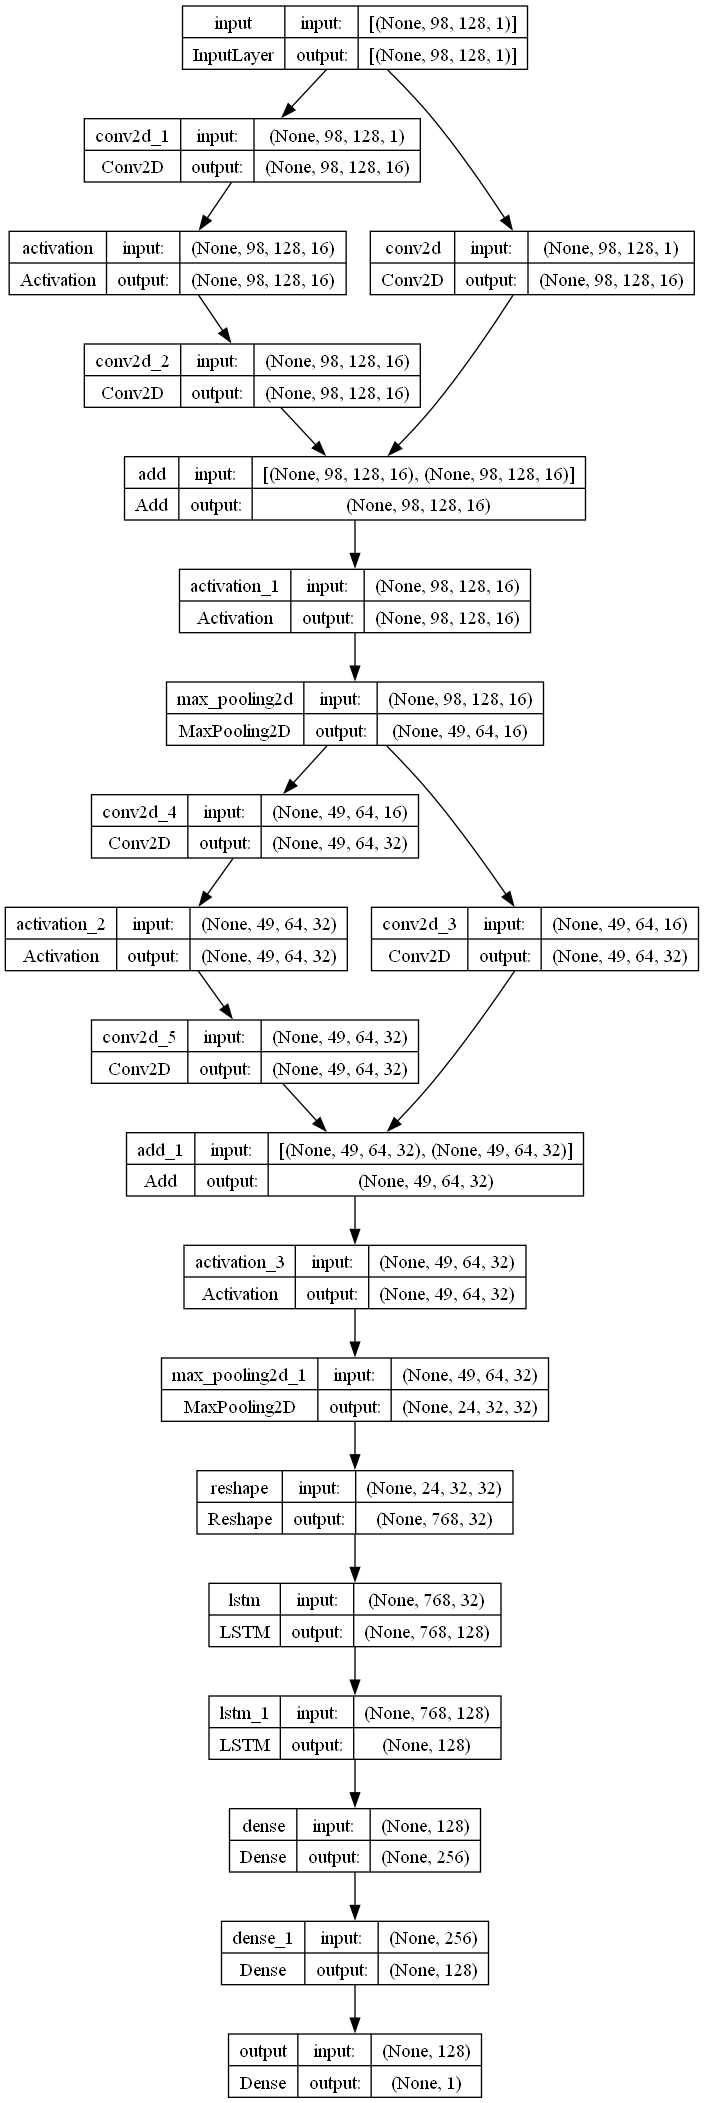 input input: [(None, 98, 128, 1)]
InputLayer output: [(None, 98, 128, 1)]
conv2d_1 input: (None, 98, 128, 1)
Conv2D output: (None, 98, 128, 16)
activation input: (None, 98, 128, 16)
Activation output: (None, 98, 128, 16)
conv2d input: (None, 98, 128, 1)
Conv2D output: (None, 98, 128, 16)
conv2d_2 input: (None, 98, 128, 16)
Conv2D output: (None, 98, 128, 16)
add input: [(None, 98, 128, 16), (None, 98, 128, 16)]
Add output: (None, 98, 128, 16)
activation_1 input: (None, 98, 128, 16)
Activation output: (None, 98, 128, 16)
max_pooling2d input: (None, 98, 128, 16)
MaxPooling2D output: (None, 49, 64, 16)
conv2d_4 input: (None, 49, 64, 16)
Conv2D output: (None, 49, 64, 32)
activation_2 input: (None, 49, 64, 32)
Activation output: (None, 49, 64, 32)
conv2d_3 input: (None, 49, 64, 16)
Conv2D output: (None, 49, 64, 32)
conv2d_5 input: (None, 49, 64, 32)
Conv2D output: (None, 49, 64, 32)
add_1 input: [(None, 49, 64, 32), (None, 49, 64, 32)]
Add output: (None, 49, 64, 32)
activation_3 input: (None, 49, 64, 32)
Activation output: (None, 49, 64, 32)
max_pooling2d_1 input: (None, 49, 64, 32)
MaxPooling2D output: (None, 24, 32, 32)
reshape input: (None, 24, 32, 32)
Reshape output: (None, 768, 32)
lstm input: (None, 768, 32)
LSTM output: (None, 768, 128)
lstm_1 input: (None, 768, 128)
LSTM output: (None, 128)
dense input: (None, 128)
Dense output: (None, 256)
dense_1 input: (None, 256)
Dense output: (None, 128)
output input: (None, 128)
Dense output: (None, 1)